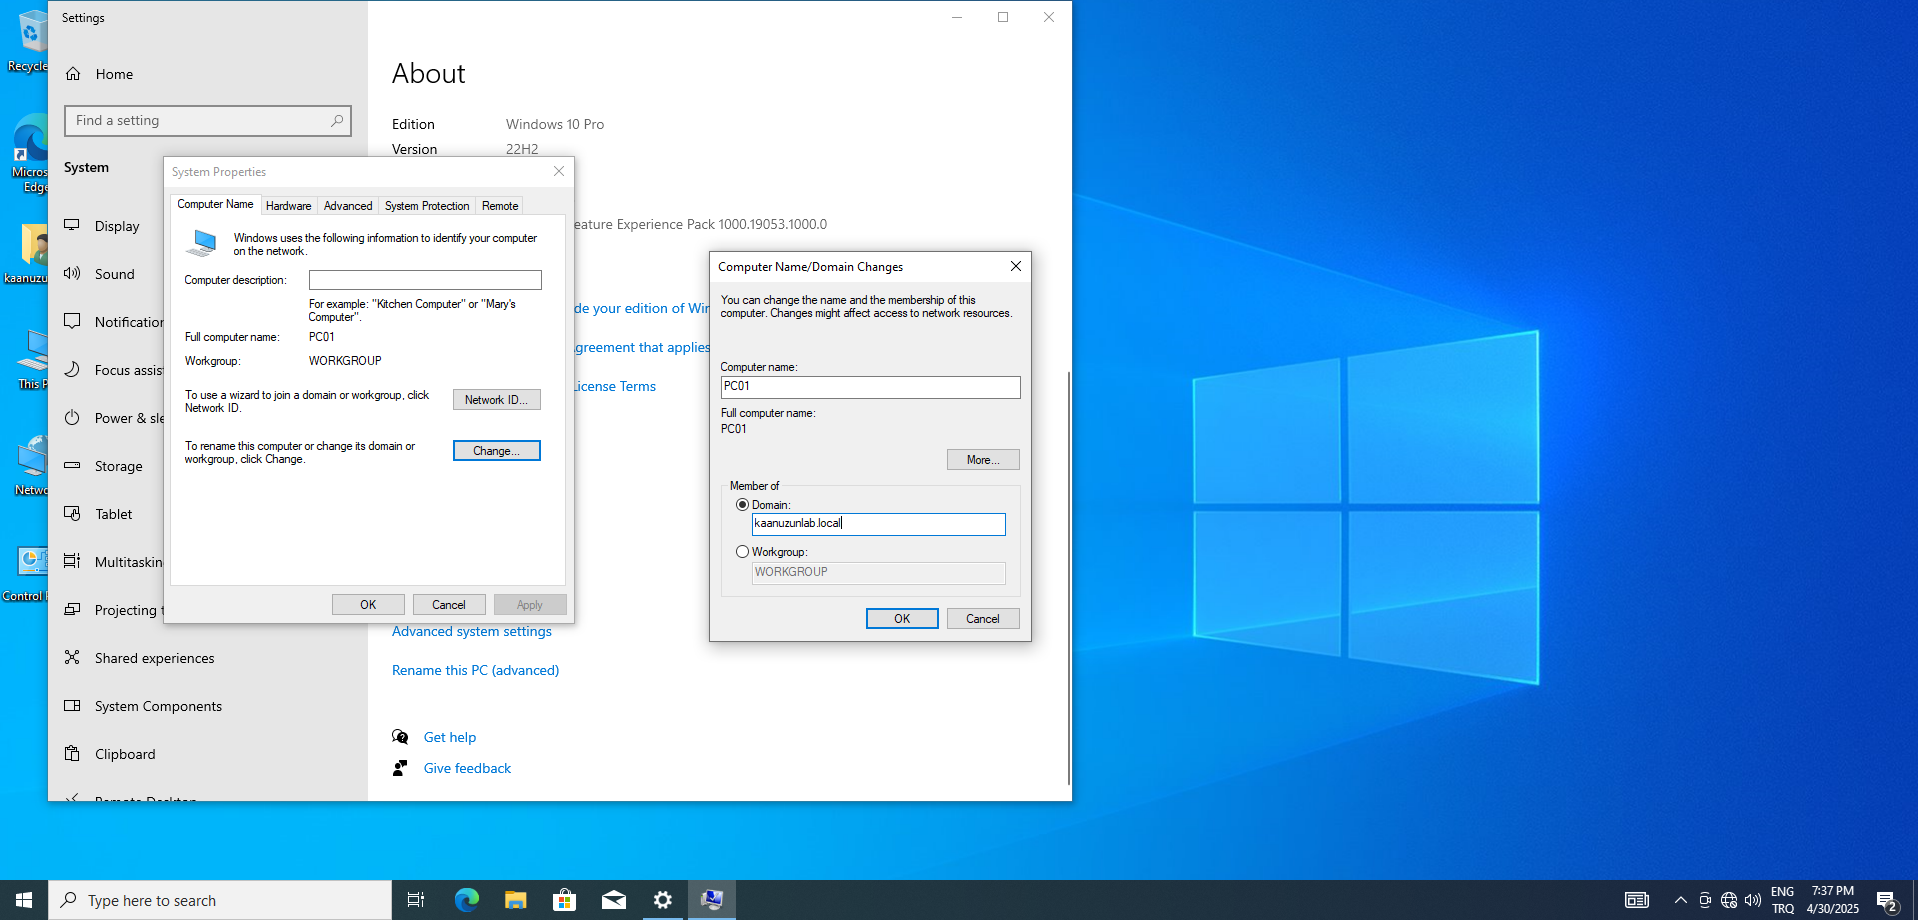 Recycle
Micros
Edge
kaanuzu
This P
Netwo
Control P
Settings
Home
Find a setting
System
Display
Sound
Notification
Focus assis
Power & sle
Storage
Tablet
Multitaskin
Projecting t
Shared experiences
System Components
Clipboard
Remote Desktop
About
Edition Windows 10 Pro
Version 22H2
eature Experience Pack 1000.19053.1000.0
de your edition of Wir
greement that applies
License Terms
Advanced system settings
Rename this PC (advanced)
Get help
Give feedback
System Properties
Computer Name Hardware Advanced System Protection Remote
Windows uses the following information to identify your computer
on the network.
Computer description:
For example: "Kitchen Computer" or "Mary's
Computer".
Full computer name: PC01
Workgroup: WORKGROUP
To use a wizard to join a domain or workgroup, click
Network ID.
Network ID...
To rename this computer or change its domain or
workgroup, click Change.
Change...
OK Cancel Apply
Computer Name/Domain Changes
You can change the name and the membership of this
computer. Changes might affect access to network resources.
Computer name:
PC01
Full computer name:
PC01
More...
Member of
Domain:
kaanuzunlab.local
Workgroup:
WORKGROUP
OK Cancel
Type here to search
ENG
TRQ
7:37 PM
4/30/2025
2